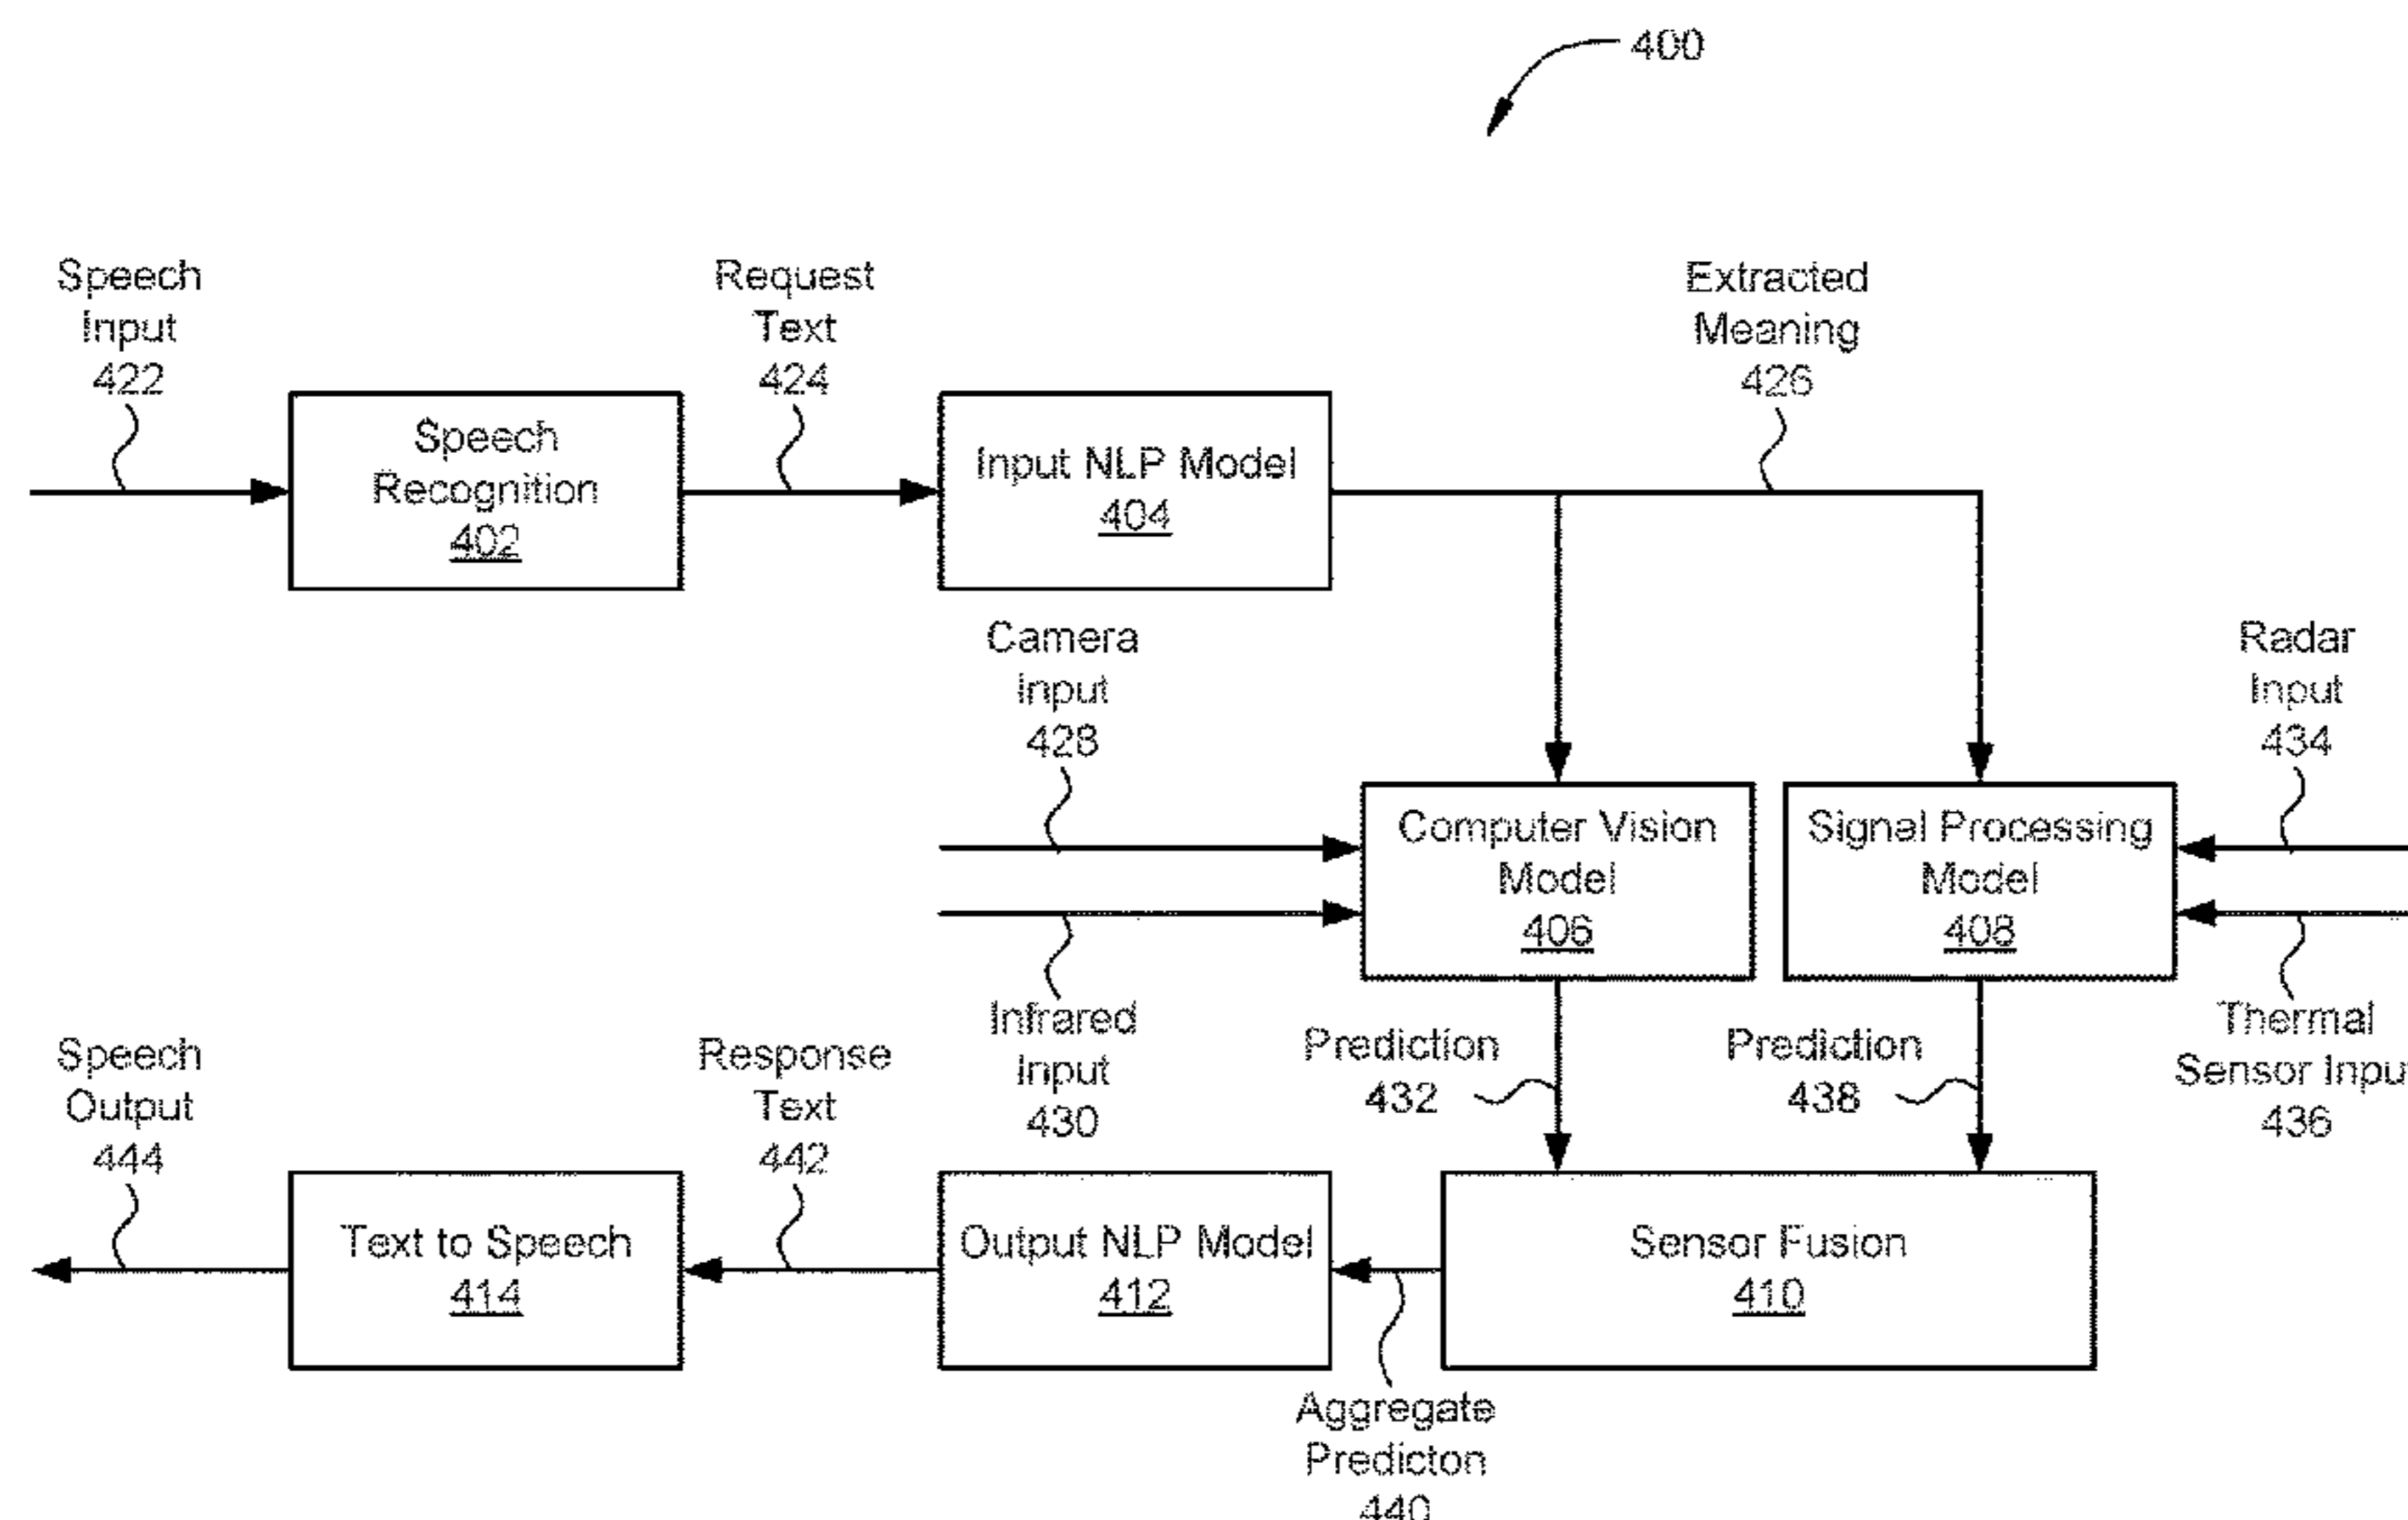 400
Speech
Input
422
Request
Text
424
Extracted
Meaning
426
Speech
Recognition
402
Input NLP Model
404
Camera
Input
428
Radar
Input
434
Computer Vision
Model
406
Signal Processing
Model
408
Infrared
Input
430
Thermal
Sensor Input
436
Prediction
432
Prediction
438
Speech
Output
444
Response
Text
442
Text to Speech
414
Output NLP Model
412
Sensor Fusion
410
Aggregate
Predicton
440